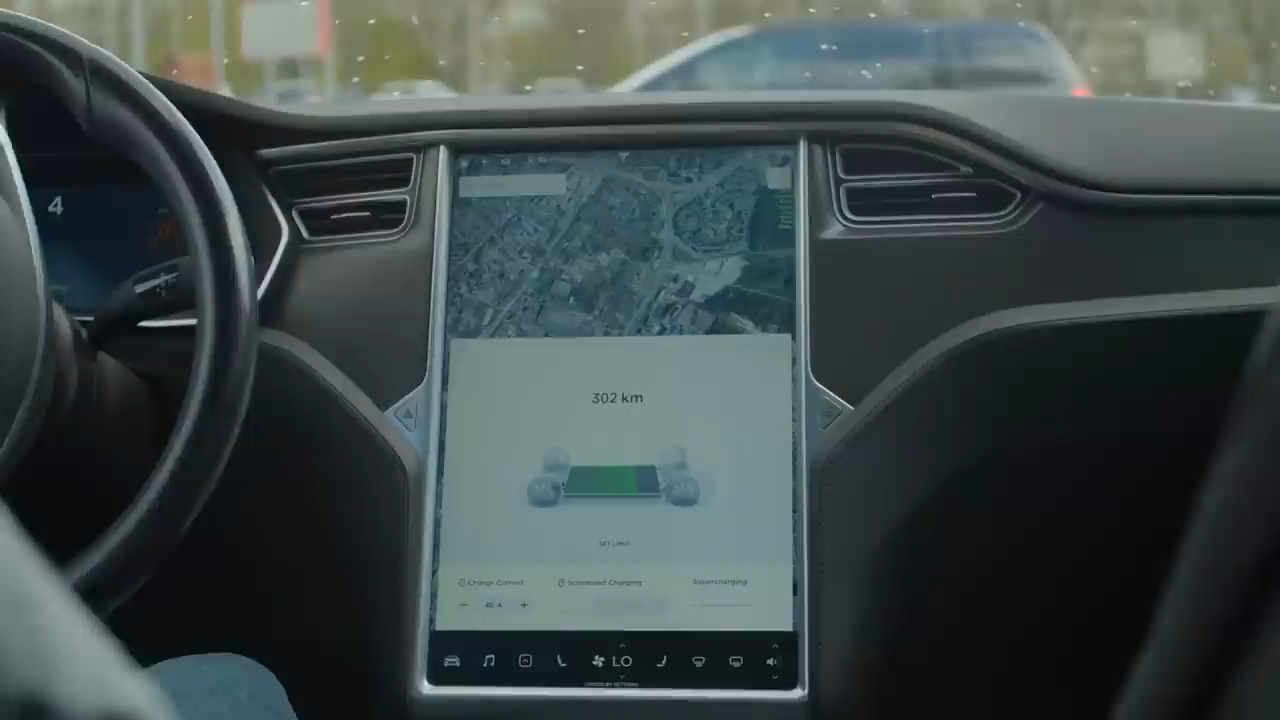 4
302 km
SET LIMIT
Charge Current
Scheduled Charging
Supercharging
− 80 A +
LO